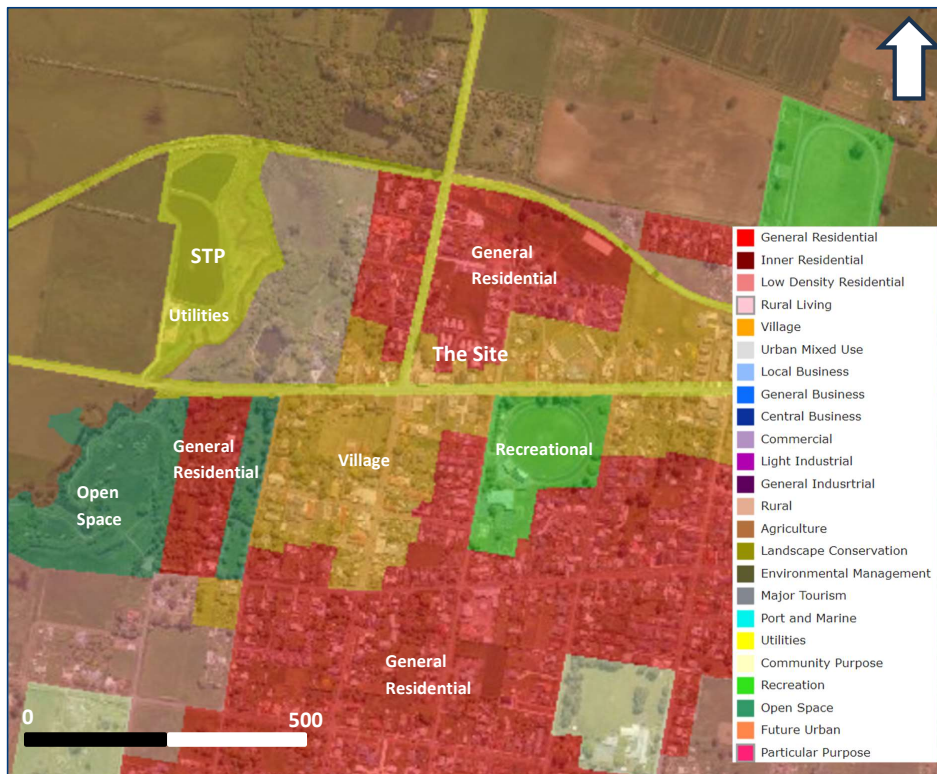 General
Residential
STP
Utilities
The Site
General
Residential
Village
Recreational
Open
Space
General
Residential
0
500
General Residential
Inner Residential
Low Density Residential
Rural Living
Village
Urban Mixed Use
Local Business
General Business
Central Business
Commercial
Light Industrial
General Indusrtrial
Rural
Agriculture
Landscape Conservation
Environmental Management
Major Tourism
Port and Marine
Utilities
Community Purpose
Recreation
Open Space
Future Urban
Particular Purpose